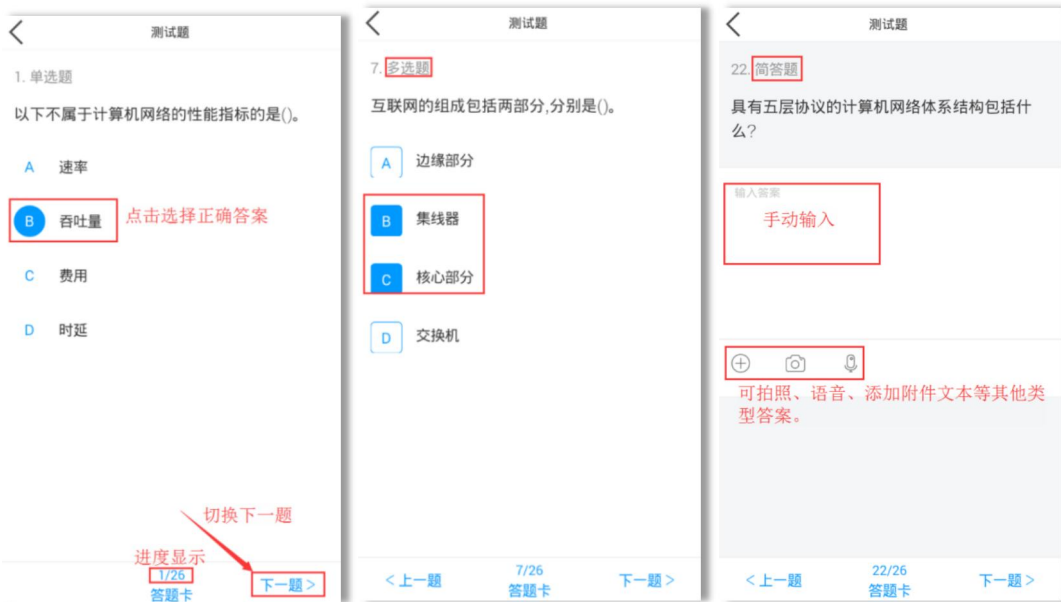 测试题
1. 单选题
以下不属于计算机网络的性能指标的是()。
A 速率
B 吞吐量
点击选择正确答案
C 费用
D 时延
切换下一题
进度显示
1/26
答题卡
下一题 >
测试题
7. 多选题
互联网的组成包括两部分,分别是()。
A 边缘部分
B 集线器
C 核心部分
D 交换机
< 上一题
7/26
答题卡
下一题 >
测试题
22. 简答题
具有五层协议的计算机网络体系结构包括什
么?
输入答案
手动输入
可拍照、语音、添加附件文本等其他类
型答案。
< 上一题
22/26
答题卡
下一题 >